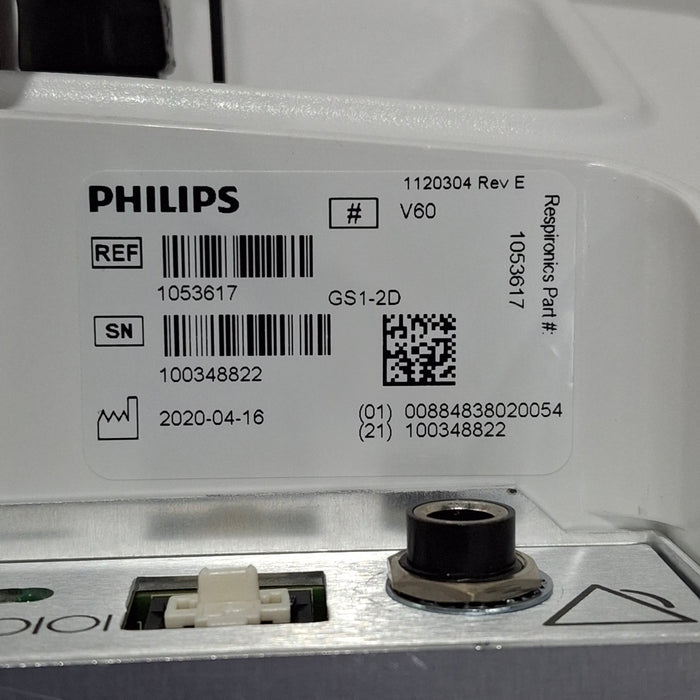 PHILIPS
1120304 Rev E
# V60
REF
1053617
GS1-2D
SN
100348822
2020-04-16
(01) 00884838020054
(21) 100348822
Respironics Part #:
1053617
IOIOI